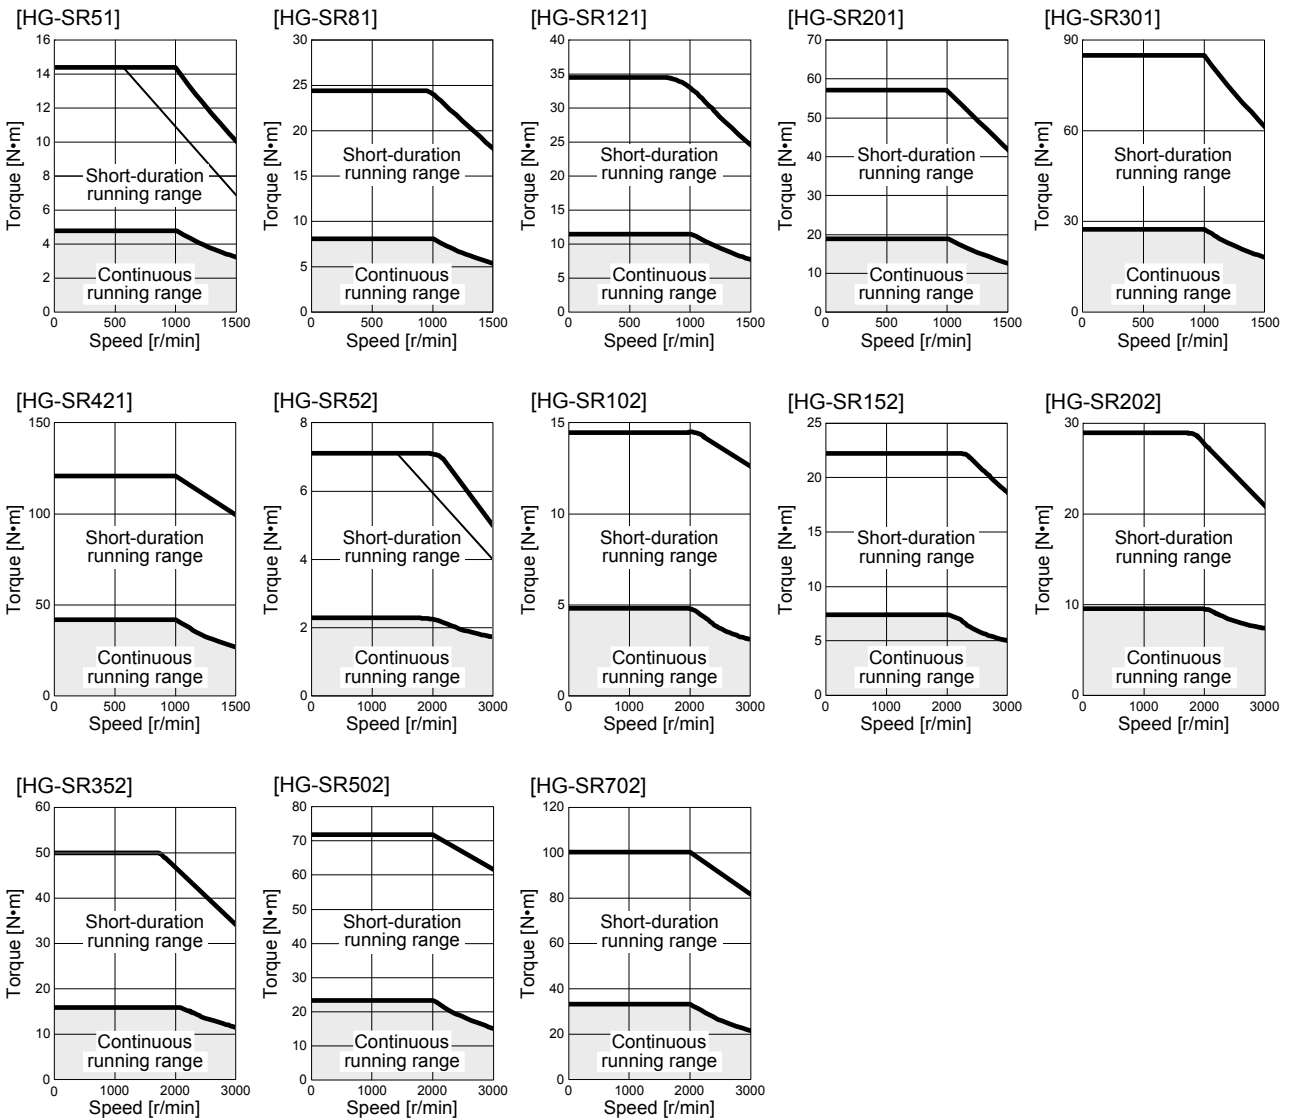 [HG-SR51]
16
14
12
10
8
6
4
2
0
Torque [N•m]
Short-duration
running range
Continuous
running range
0 500 1000 1500
Speed [r/min]
[HG-SR81]
30
25
20
15
10
5
0
Torque [N•m]
Short-duration
running range
Continuous
running range
0 500 1000 1500
Speed [r/min]
[HG-SR121]
40
35
30
25
20
15
10
5
0
Torque [N•m]
Short-duration
running range
Continuous
running range
0 500 1000 1500
Speed [r/min]
[HG-SR201]
70
60
50
40
30
20
10
0
Torque [N•m]
Short-duration
running range
Continuous
running range
0 500 1000 1500
Speed [r/min]
[HG-SR301]
90
60
30
0
Torque [N•m]
Short-duration
running range
Continuous
running range
0 500 1000 1500
Speed [r/min]
[HG-SR421]
150
100
50
0
Torque [N•m]
Short-duration
running range
Continuous
running range
0 500 1000 1500
Speed [r/min]
[HG-SR52]
8
6
4
2
0
Torque [N•m]
Short-duration
running range
Continuous
running range
0 1000 2000 3000
Speed [r/min]
[HG-SR102]
15
10
5
0
Torque [N•m]
Short-duration
running range
Continuous
running range
0 1000 2000 3000
Speed [r/min]
[HG-SR152]
25
20
15
10
5
0
Torque [N•m]
Short-duration
running range
Continuous
running range
0 1000 2000 3000
Speed [r/min]
[HG-SR202]
30
20
10
0
Torque [N•m]
Short-duration
running range
Continuous
running range
0 1000 2000 3000
Speed [r/min]
[HG-SR352]
60
50
40
30
20
10
0
Torque [N•m]
Short-duration
running range
Continuous
running range
0 1000 2000 3000
Speed [r/min]
[HG-SR502]
80
70
60
50
40
30
20
10
0
Torque [N•m]
Short-duration
running range
Continuous
running range
0 1000 2000 3000
Speed [r/min]
[HG-SR702]
120
100
80
60
40
20
0
Torque [N•m]
Short-duration
running range
Continuous
running range
0 1000 2000 3000
Speed [r/min]